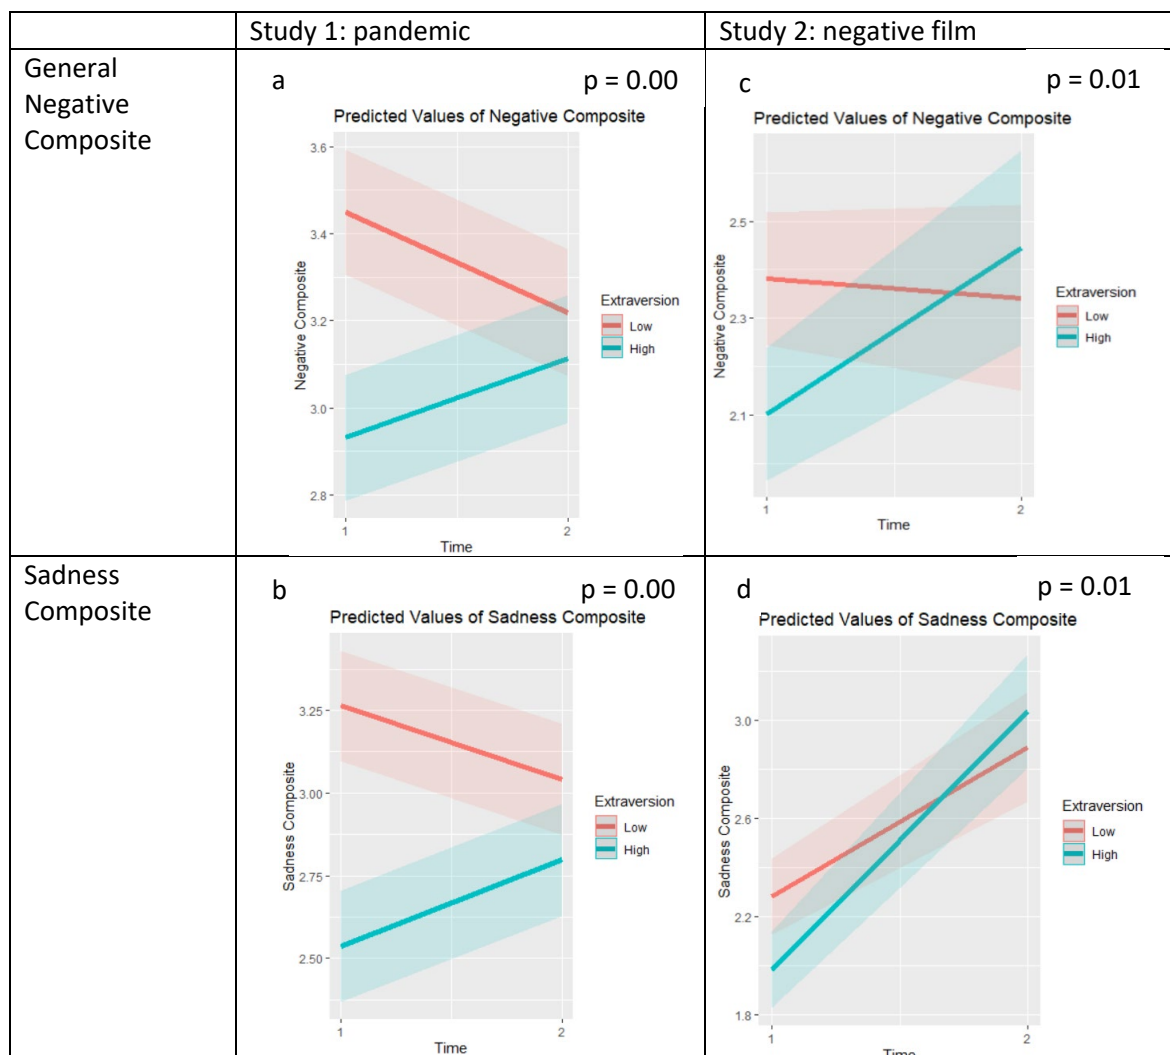 Study 1: pandemic
Study 2: negative film
General
Negative
Composite
a
p = 0.00
Predicted Values of Negative Composite
3.6
3.4
3.2
3.0
2.8
Negative Composite
1
2
Time
Extraversion
Low
High
c
p = 0.01
Predicted Values of Negative Composite
2.5
2.3
2.1
Negative Composite
1
2
Time
Extraversion
Low
High
Sadness
Composite
b
p = 0.00
Predicted Values of Sadness Composite
3.25
3.00
2.75
2.50
Sadness Composite
1
2
Time
Extraversion
Low
High
d
p = 0.01
Predicted Values of Sadness Composite
3.0
2.6
2.2
1.8
Sadness Composite
1
2
Time
Extraversion
Low
High